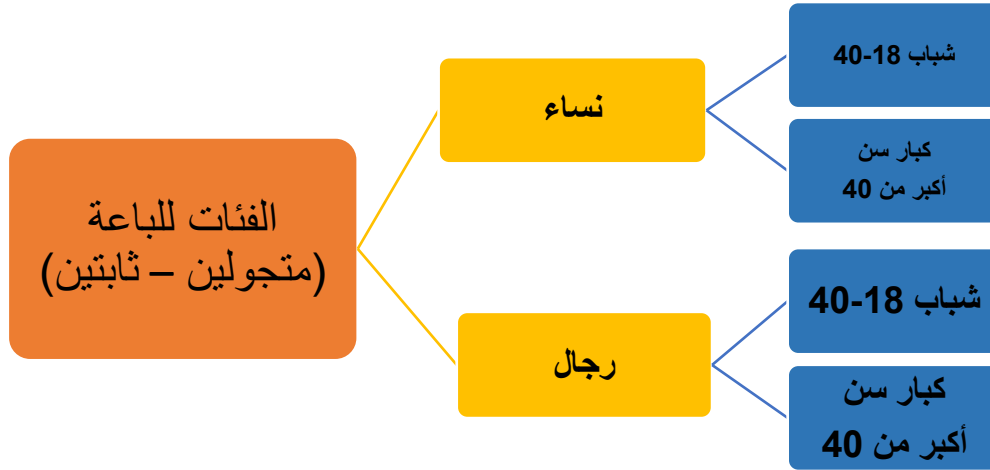 الفئات للباعة
(متجولين – ثابتين)
نساء
شباب 18-40
كبار سن
أكبر من 40
رجال
شباب 18-40
كبار سن
أكبر من 40